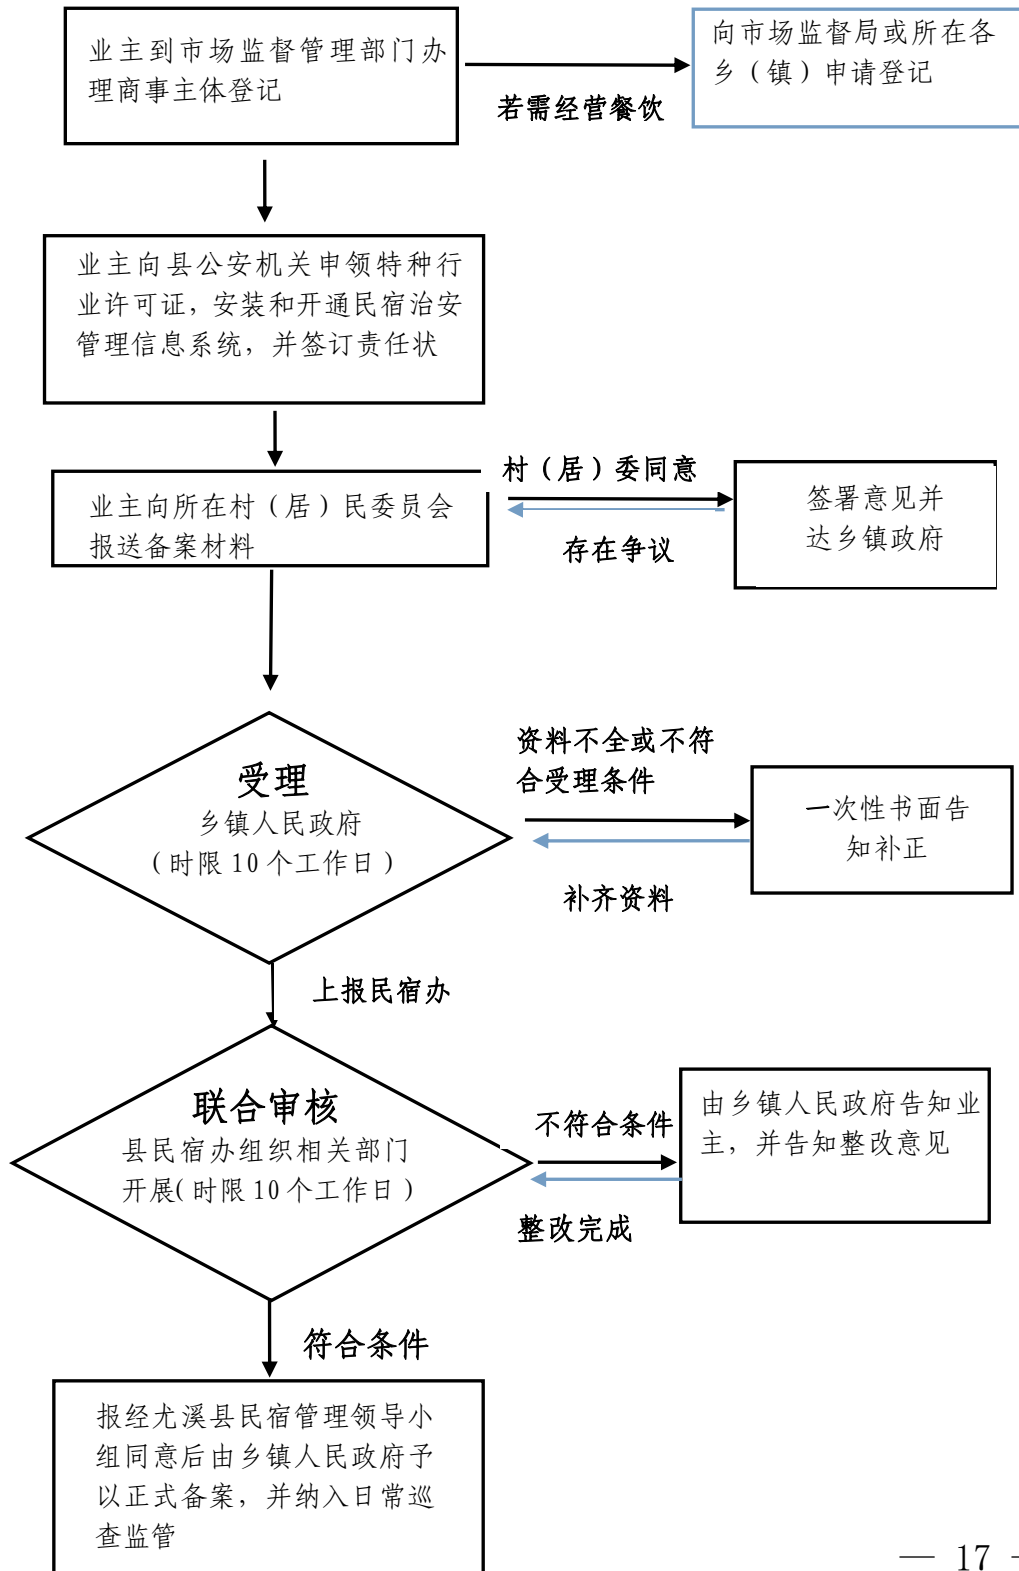 业主到市场监督管理部门办
理商事主体登记
若需经营餐饮
向市场监督局或所在各
乡（镇）申请登记
业主向县公安机关申领特种行
业许可证，安装和开通民宿治安
管理信息系统，并签订责任状
业主向所在村（居）民委员会
报送备案材料
村（居）委同意
存在争议
签署意见并
达乡镇政府
受理
乡镇人民政府
（时限 10 个工作日）
资料不全或不符
合受理条件
补齐资料
一次性书面告
知补正
上报民宿办
联合审核
县民宿办组织相关部门
开展（时限 10 个工作日）
不符合条件
整改完成
由乡镇人民政府告知业
主，并告知整改意见
符合条件
报经尤溪县民宿管理领导小
组同意后由乡镇人民政府予
以正式备案，并纳入日常巡
查监管
— 17 –